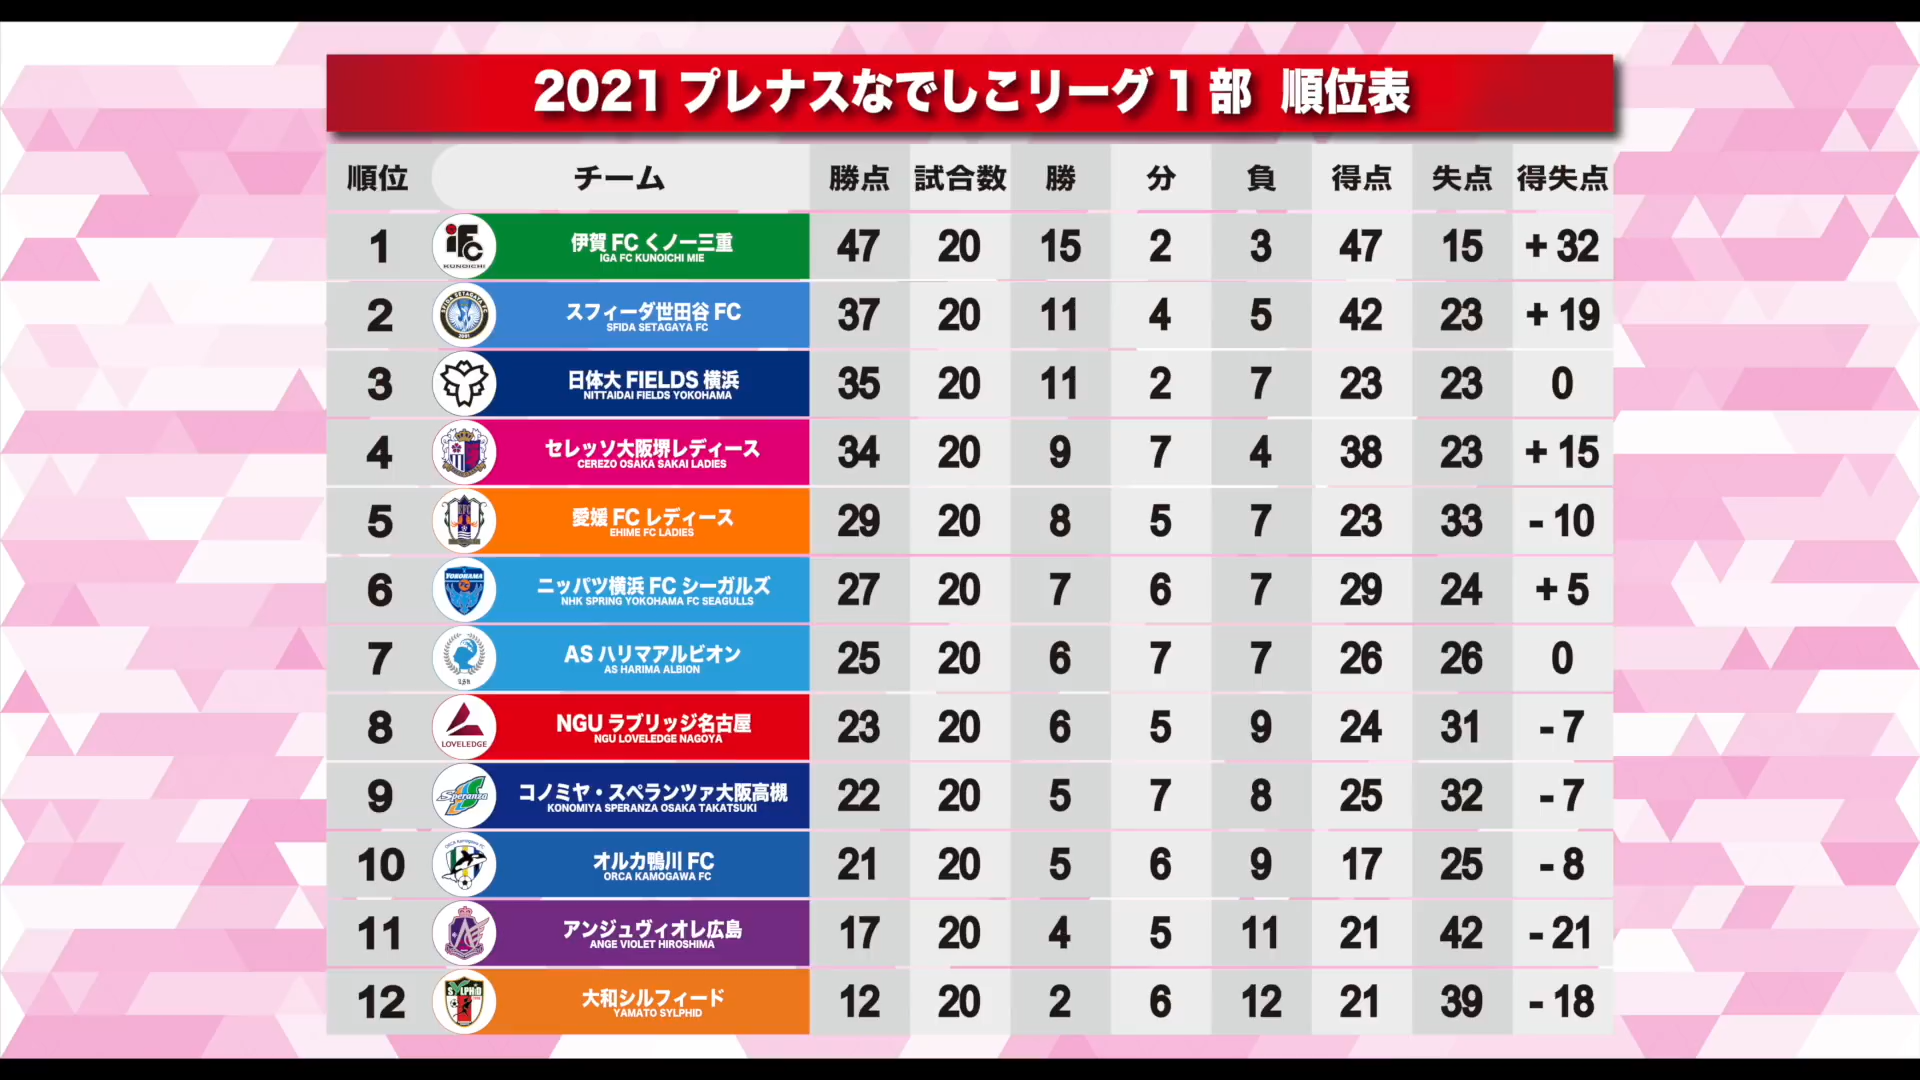 2021 プレナスなでしこリーグ 1 部 順位表
順位 チーム 勝点 試合数 勝 分 負 得点 失点 得失点
1 iFC KUNOICHI 伊賀 FC くノ一三重 47 20 15 2 3 47 15 + 32
IGA FC KUNOICHI MIE
2 スフィーダ世田谷 FC 37 20 11 4 5 42 23 + 19
SFIDA SETAGAYA FC
3 日体大 FIELDS 横浜 35 20 11 2 7 23 23 0
NITTAIDAI FIELDS YOKOHAMA
4 セレッソ大阪堺レディース 34 20 9 7 4 38 23 + 15
CEREZO OSAKA SAKAI LADIES
5 愛媛 FC レディース 29 20 8 5 7 23 33 - 10
EHIME FC LADIES
6 YOKOHAMA ニッパツ横浜 FC シーガルズ 27 20 7 6 7 29 24 + 5
NHK SPRING YOKOHAMA FC SEAGULLS
7 AS ハリマアルビオン 25 20 6 7 7 26 26 0
AS HARIMA ALBION
8 LOVELEDGE NGU ラブリッジ名古屋 23 20 6 5 9 24 31 - 7
NGU LOVELEDGE NAGOYA
9 Speranza コノミヤ・スペランツァ大阪高槻 22 20 5 7 8 25 32 - 7
KONOMIYA SPERANZA OSAKA TAKATSUKI
10 オルカ鴨川 FC 21 20 5 6 9 17 25 - 8
ORCA KAMOGAWA FC
11 アンジュヴィオレ広島 17 20 4 5 11 21 42 - 21
ANGE VIOLET HIROSHIMA
12 SYLPHID 大和シルフィード 12 20 2 6 12 21 39 - 18
YAMATO SYLPHID